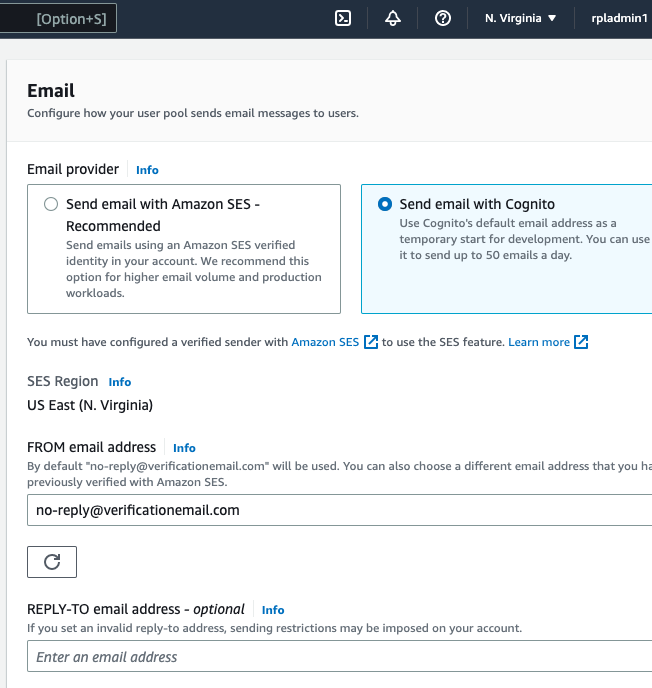 [Option+S]
N. Virginia ▼
rpladmin1
Email
Configure how your user pool sends email messages to users.
Email provider
Info
Send email with Amazon SES -
Recommended
Send emails using an Amazon SES verified
identity in your account. We recommend this
option for higher email volume and production
workloads.
Send email with Cognito
Use Cognito's default email address as a
temporary start for development. You can use
it to send up to 50 emails a day.
You must have configured a verified sender with Amazon SES to use the SES feature. Learn more
SES Region Info
US East (N. Virginia)
FROM email address Info
By default "no-reply@verificationemail.com" will be used. You can also choose a different email address that you ha
previously verified with Amazon SES.
no-reply@verificationemail.com
REPLY-TO email address - optional Info
If you set an invalid reply-to address, sending restrictions may be imposed on your account.
Enter an email address